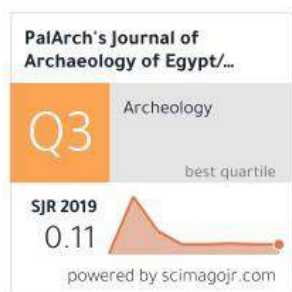 PalArch's Journal of
Archaeology of Egypt/...
Q3
Archeology
best quartile
SJR 2019
0.11
powered by scimagojr.com